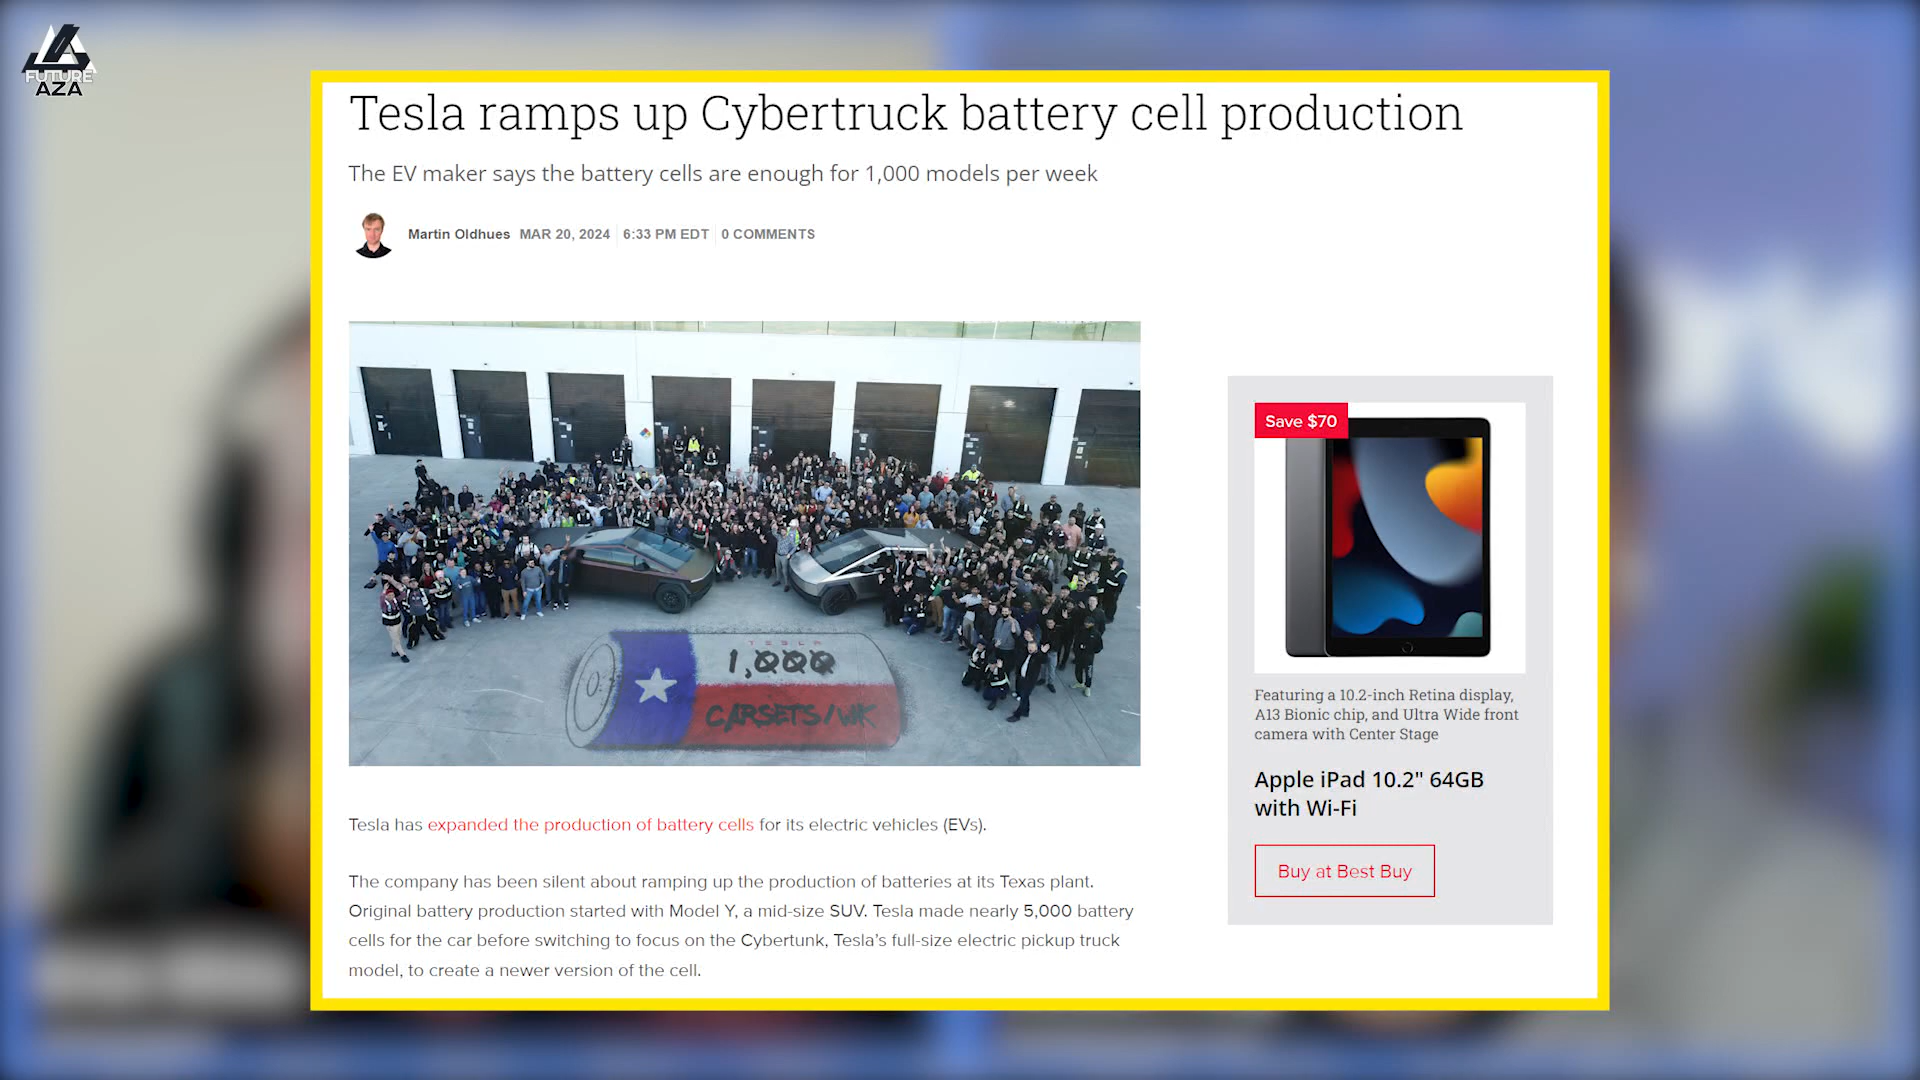 FUTURE
AZA
Tesla ramps up Cybertruck battery cell production
The EV maker says the battery cells are enough for 1,000 models per week
Martin Oldhues MAR 20, 2024 6:33 PM EDT 0 COMMENTS
TESLA
1,000
CARSETS/WK
Save $70
Featuring a 10.2-inch Retina display,
A13 Bionic chip, and Ultra Wide front
camera with Center Stage
Apple iPad 10.2" 64GB
with Wi-Fi
Buy at Best Buy
Tesla has expanded the production of battery cells for its electric vehicles (EVs).
The company has been silent about ramping up the production of batteries at its Texas plant.
Original battery production started with Model Y, a mid-size SUV. Tesla made nearly 5,000 battery
cells for the car before switching to focus on the Cybertunk, Tesla's full-size electric pickup truck
model, to create a newer version of the cell.